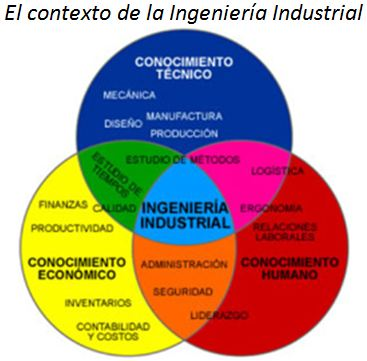 El contexto de la Ingeniería Industrial
CONOCIMIENTO
TÉCNICO
MECÁNICA
MANUFACTURA
DISEÑO
PRODUCCIÓN
ESTUDIO DE
TIEMPOS
ESTUDIO DE METODOS
LOGÍSTICA
FINANZAS
CALIDAD
INGENIERÍA
INDUSTRIAL
ERGONOMIA
PRODUCTIVIDAD
RELACIONES
LABORALES
CONOCIMIENTO
ECONÓMICO
ADMINISTRACIÓN
CONOCIMIENTO
HUMANO
INVENTARIOS
SEGURIDAD
LIDERAZGO
CONTABILIDAD
Y COSTOS